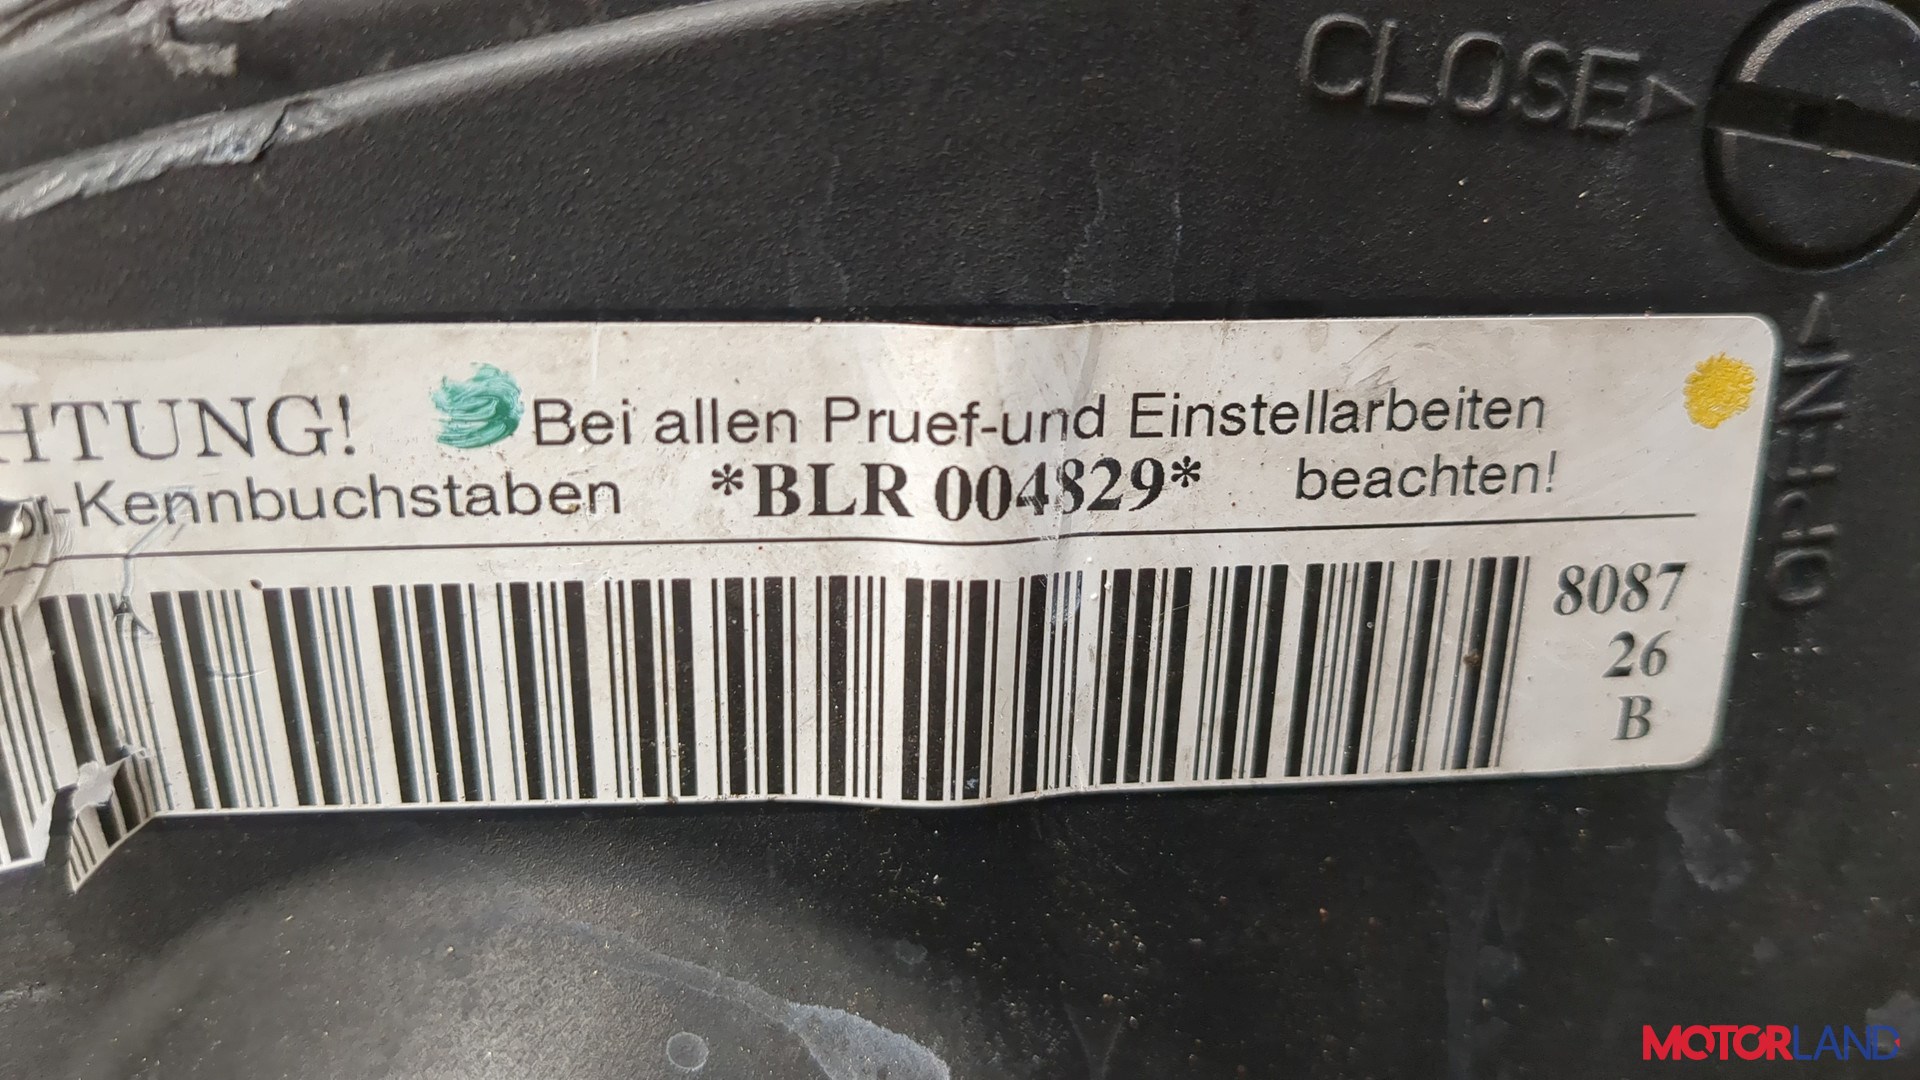 CLOSE
OPEN
HTUNG! Bei allen Pruef-und Einstellarbeiten
-Kennbuchstaben *BLR 004829* beachten!
8087
26
B
MOTORLAND